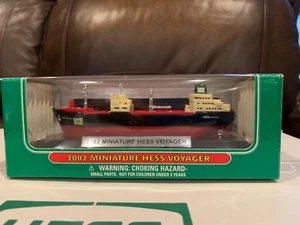 2002 MINIATURE HESS VOYAGER
2002 MINIATURE HESS VOYAGER
WARNING: CHOKING HAZARD-
SMALL PARTS. NOT FOR CHILDREN UNDER 3 YEARS